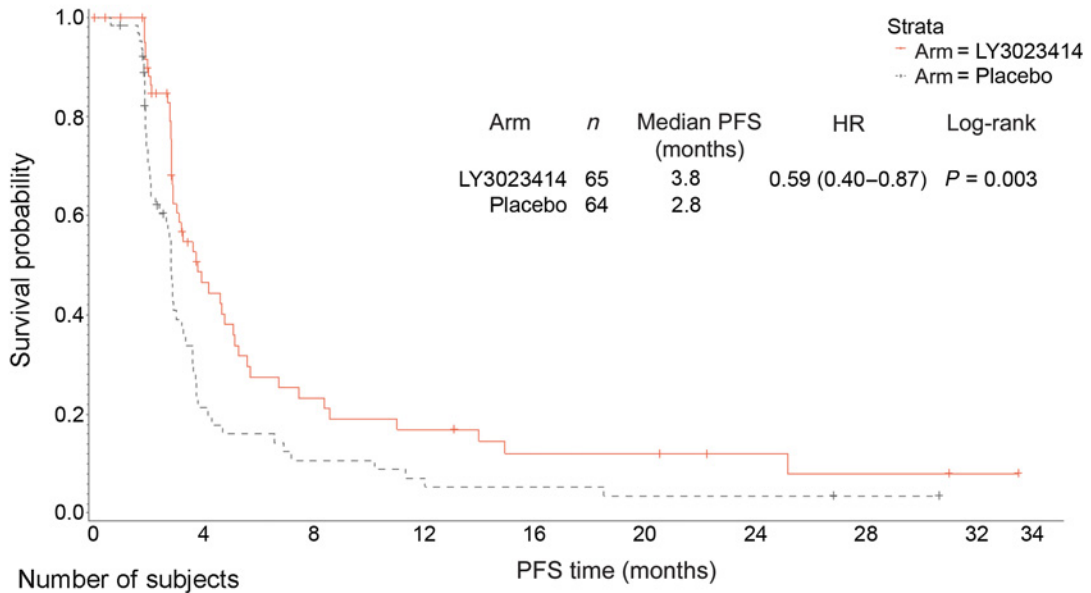 Strata
Arm = LY3023414
Arm = Placebo
Arm n Median PFS (months) HR Log-rank
LY3023414 65 3.8 0.59 (0.40–0.87) P = 0.003
Placebo 64 2.8
Survival probability
1.0
0.8
0.6
0.4
0.2
0.0
0 4 8 12 16 20 24 28 32 34
PFS time (months)
Number of subjects